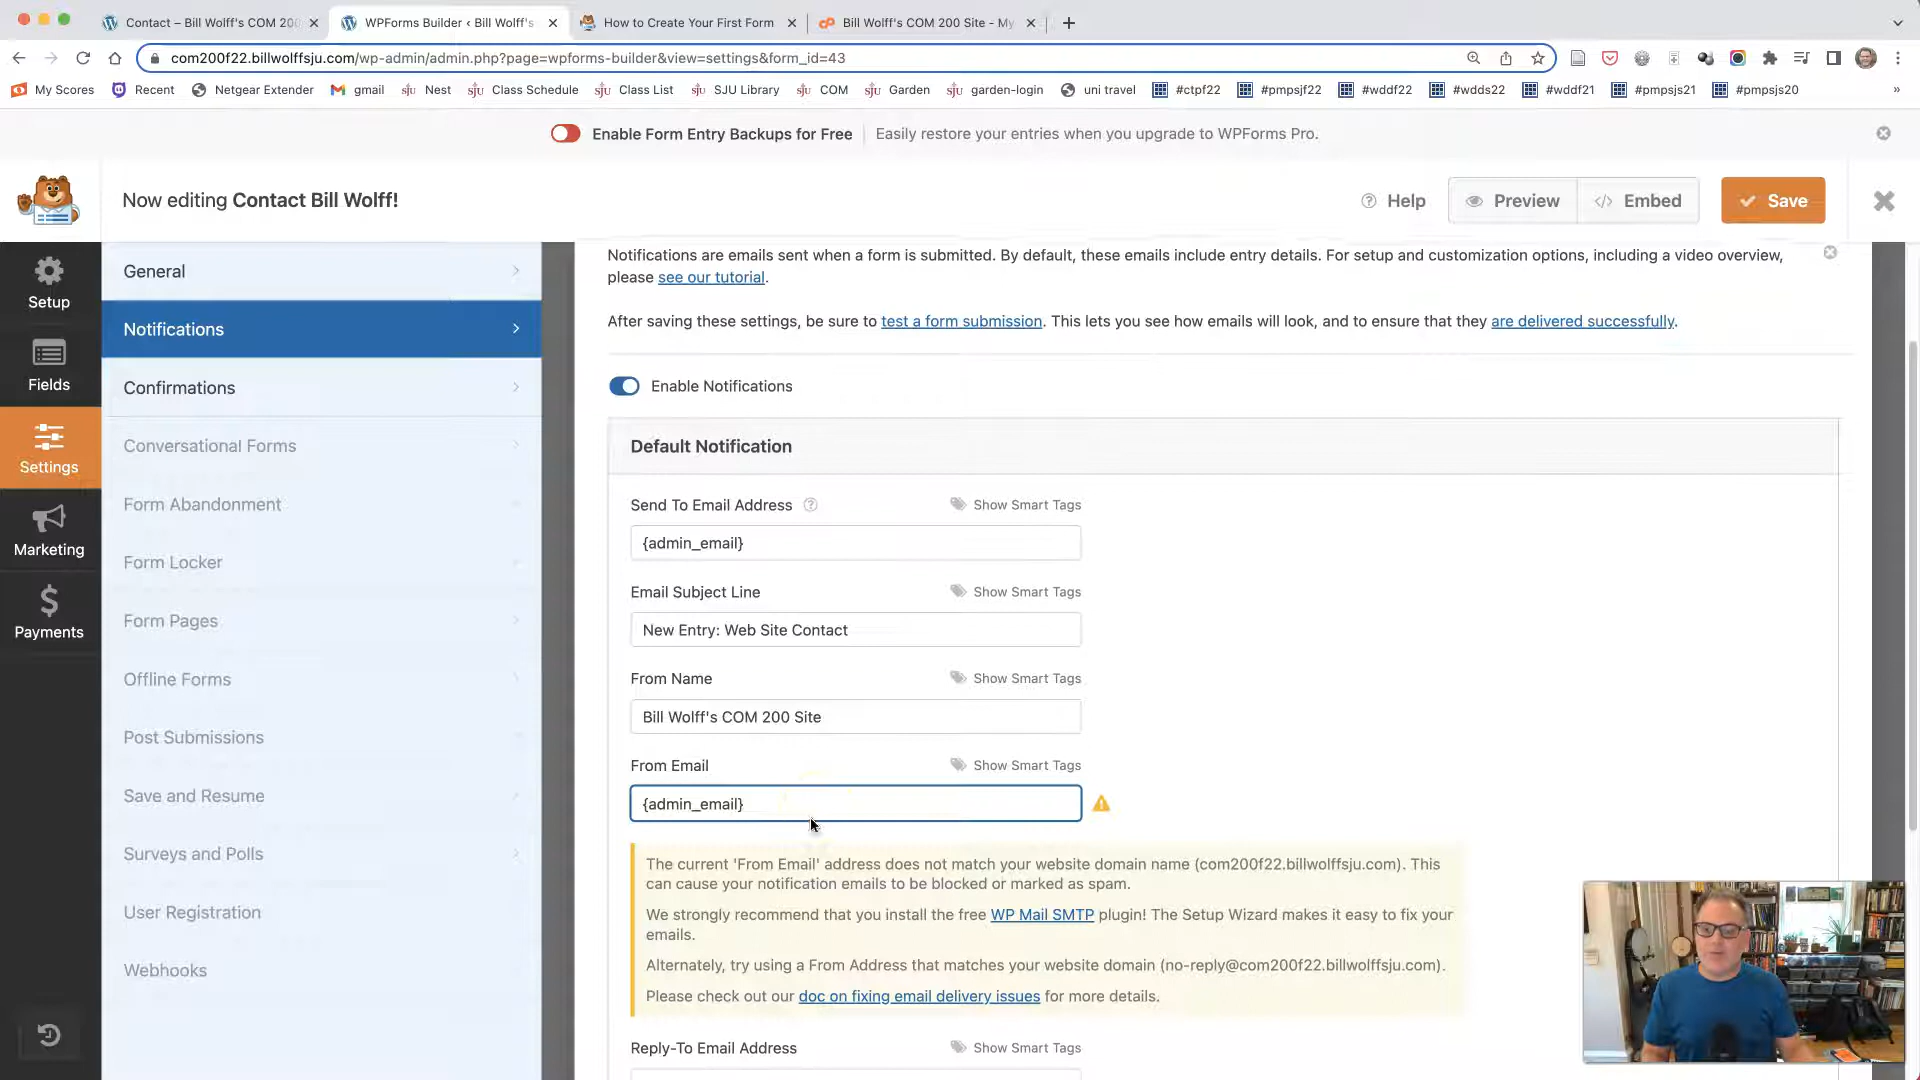 Contact – Bill Wolff's COM 200
WPForms Builder ‹ Bill Wolff's
How to Create Your First Form
Bill Wolff's COM 200 Site - My
com200f22.billwolffsju.com/wp-admin/admin.php?page=wpforms-builder&view=settings&form_id=43
My Scores
Recent
Netgear Extender
gmail
sju Nest
sju Class Schedule
sju Class List
sju SJU Library
sju COM
sju Garden
sju garden-login
uni travel
#ctpf22
#pmpsjf22
#wddf22
#wdds22
#wddf21
#pmpsjs21
#pmpsjs20
»
Enable Form Entry Backups for Free
Easily restore your entries when you upgrade to WPForms Pro.
Now editing Contact Bill Wolff!
Help
Preview
Embed
Save
Setup
Fields
Settings
Marketing
Payments
General
Notifications
Confirmations
Conversational Forms
Form Abandonment
Form Locker
Form Pages
Offline Forms
Post Submissions
Save and Resume
Surveys and Polls
User Registration
Webhooks
Notifications are emails sent when a form is submitted. By default, these emails include entry details. For setup and customization options, including a video overview,
please see our tutorial.
After saving these settings, be sure to test a form submission. This lets you see how emails will look, and to ensure that they are delivered successfully.
Enable Notifications
Default Notification
Send To Email Address
Show Smart Tags
{admin_email}
Email Subject Line
Show Smart Tags
New Entry: Web Site Contact
From Name
Show Smart Tags
Bill Wolff's COM 200 Site
From Email
Show Smart Tags
{admin_email}
The current 'From Email' address does not match your website domain name (com200f22.billwolffsju.com). This
can cause your notification emails to be blocked or marked as spam.
We strongly recommend that you install the free WP Mail SMTP plugin! The Setup Wizard makes it easy to fix your
emails.
Alternately, try using a From Address that matches your website domain (no-reply@com200f22.billwolffsju.com).
Please check out our doc on fixing email delivery issues for more details.
Reply-To Email Address
Show Smart Tags